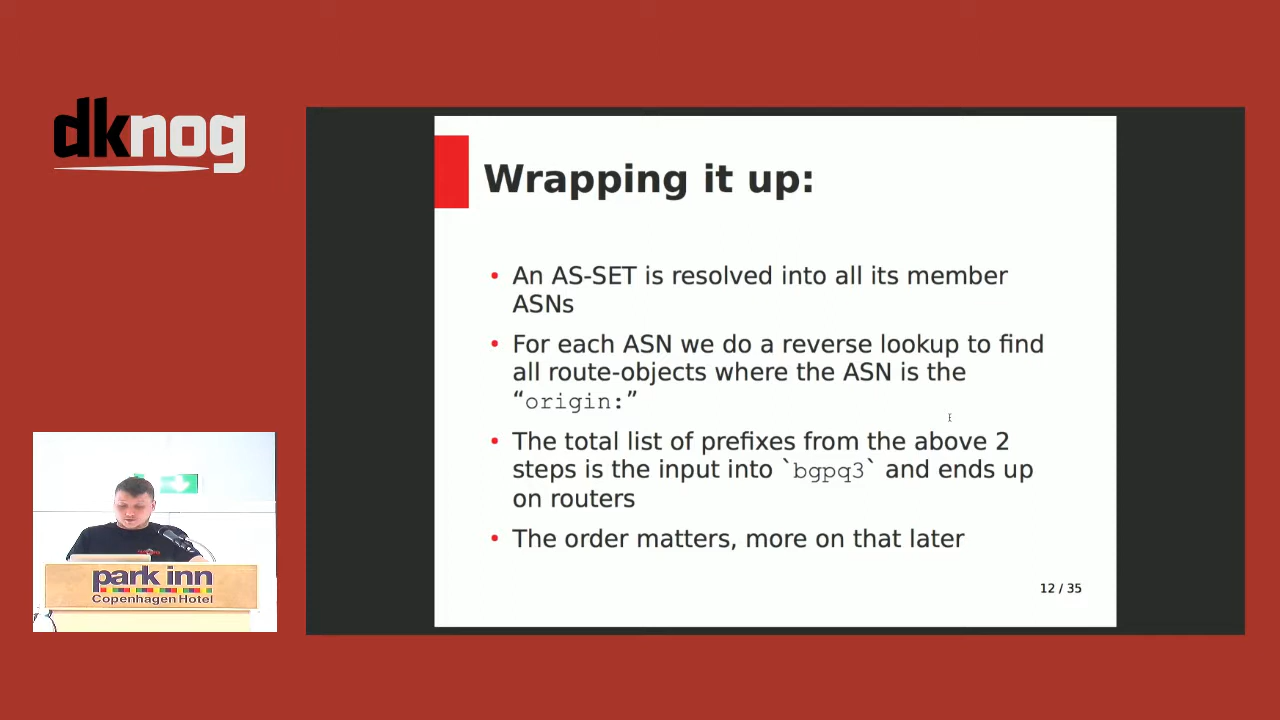 dknog
Wrapping it up:
• An AS-SET is resolved into all its member
ASNs
• For each ASN we do a reverse lookup to find
all route-objects where the ASN is the
“origin:”
• The total list of prefixes from the above 2
steps is the input into `bgpq3` and ends up
on routers
• The order matters, more on that later
12 / 35
park inn
Copenhagen Hotel